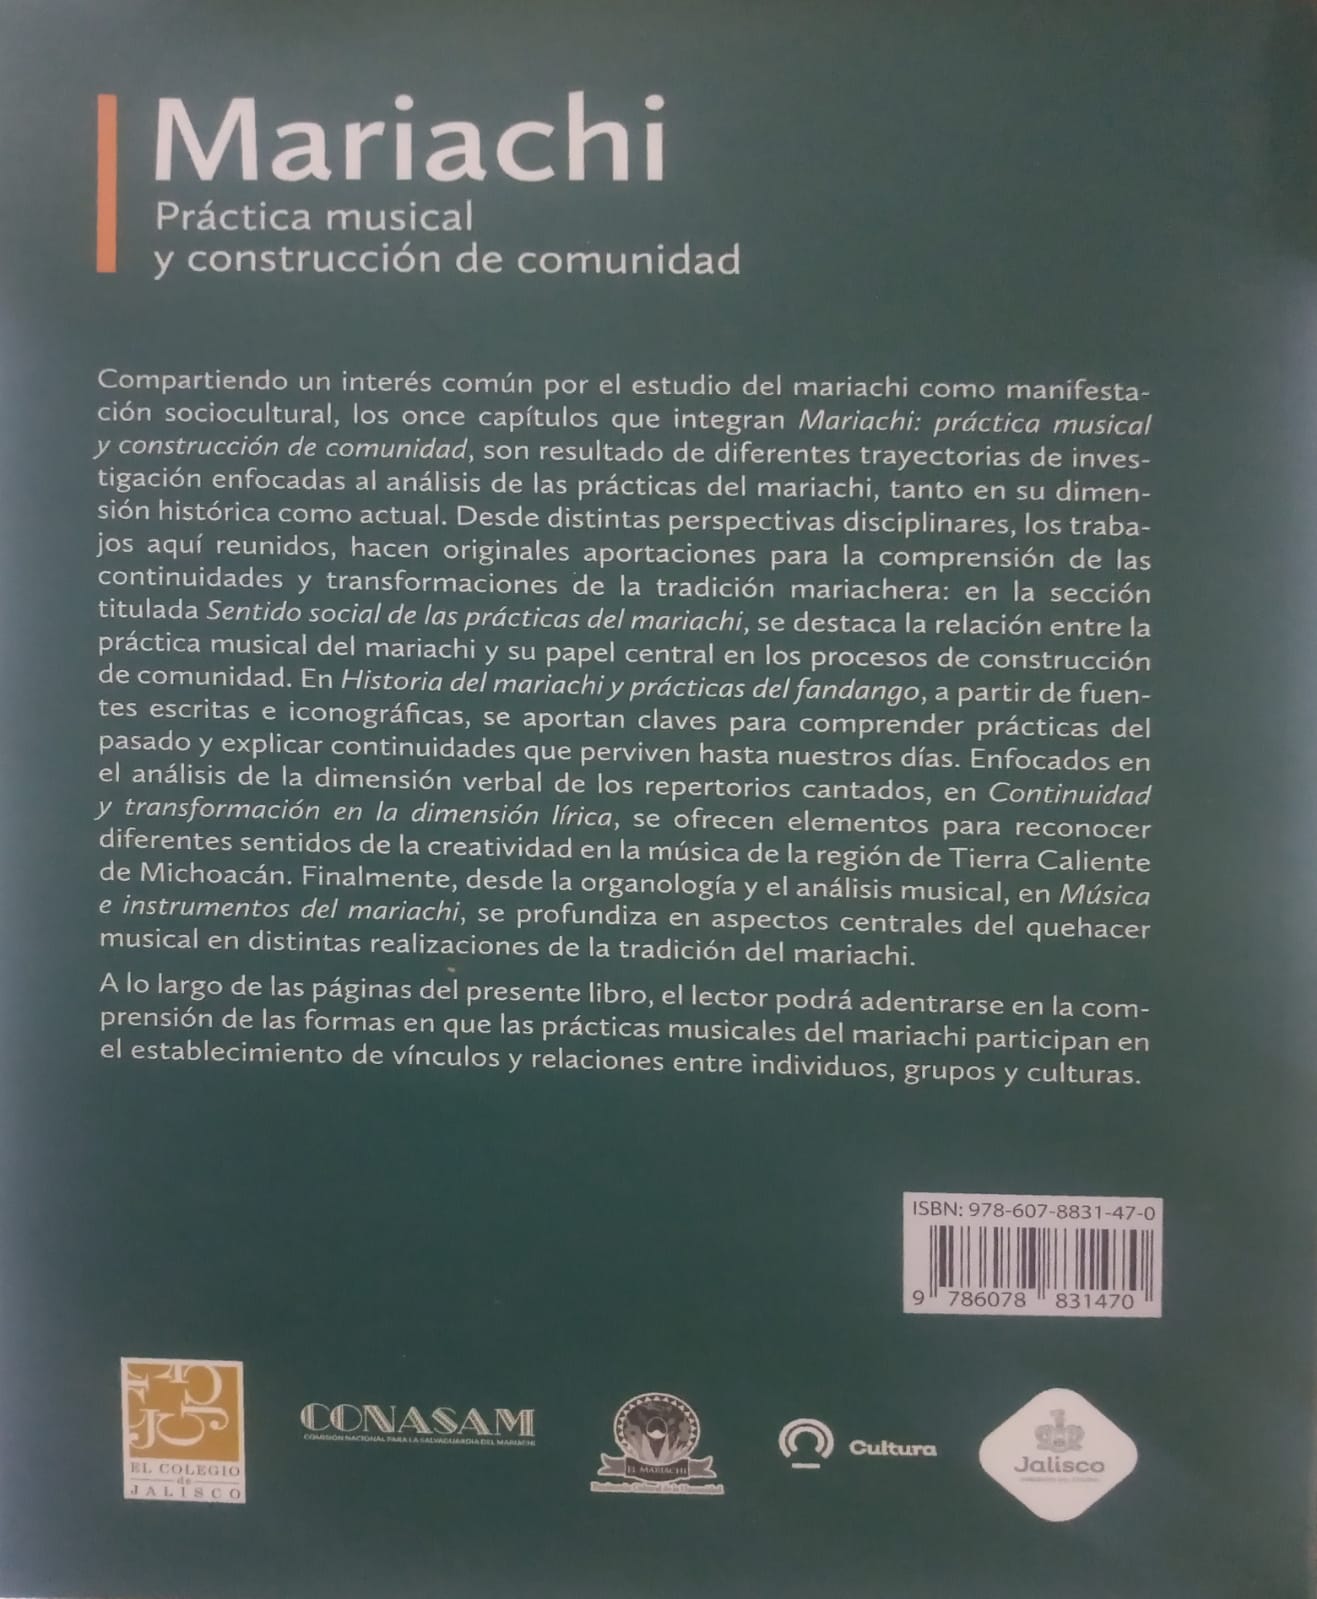 Mariachi
Práctica musical
y construcción de comunidad
Compartiendo un interés común por el estudio del mariachi como manifesta-
ción sociocultural, los once capítulos que integran Mariachi: práctica musical
y construcción de comunidad, son resultado de diferentes trayectorias de inves-
tigación enfocadas al análisis de las prácticas del mariachi, tanto en su dimen-
sión histórica como actual. Desde distintas perspectivas disciplinares, los traba-
jos aquí reunidos, hacen originales aportaciones para la comprensión de las
continuidades y transformaciones de la tradición mariachera: en la sección
titulada Sentido social de las prácticas del mariachi, se destaca la relación entre la
práctica musical del mariachi y su papel central en los procesos de construcción
de comunidad. En Historia del mariachi y prácticas del fandango, a partir de fuen-
tes escritas e iconográficas, se aportan claves para comprender prácticas del
pasado y explicar continuidades que perviven hasta nuestros días. Enfocados en
el análisis de la dimensión verbal de los repertorios cantados, en Continuidad
y transformación en la dimensión lírica, se ofrecen elementos para reconocer
diferentes sentidos de la creatividad en la música de la región de Tierra Caliente
de Michoacán. Finalmente, desde la organología y el análisis musical, en Música
e instrumentos del mariachi, se profundiza en aspectos centrales del quehacer
musical en distintas realizaciones de la tradición del mariachi.
A lo largo de las páginas del presente libro, el lector podrá adentrarse en la com-
prensión de las formas en que las prácticas musicales del mariachi participan en
el establecimiento de vínculos y relaciones entre individuos, grupos y culturas.
ISBN: 978-607-8831-47-0
9 786078 831470
EL COLEGIO
de
JALISCO
CONASAM
COMISIÓN NACIONAL PARA LA SALVAGUARDIA DEL MARIACHI
EL MARIACHI
Patrimonio Cultural de la Humanidad
Cultura
Jalisco